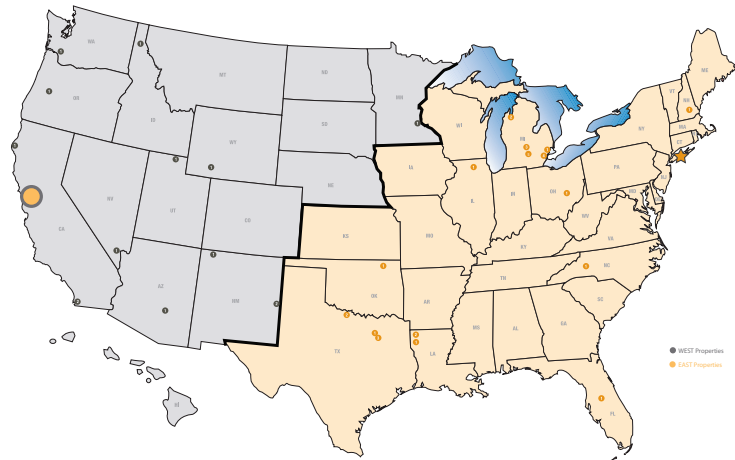 WA
MT
ND
MN
OR
ID
WY
SD
WI
MI
NY
VT
NH
ME
MA
CT
NV
UT
CO
NE
IA
IL
IN
OH
PA
NJ
MD
CA
AZ
NM
KS
MO
KY
WV
VA
OK
AR
TN
NC
SC
TX
LA
MS
AL
GA
FL
HI
WEST Properties
EAST Properties